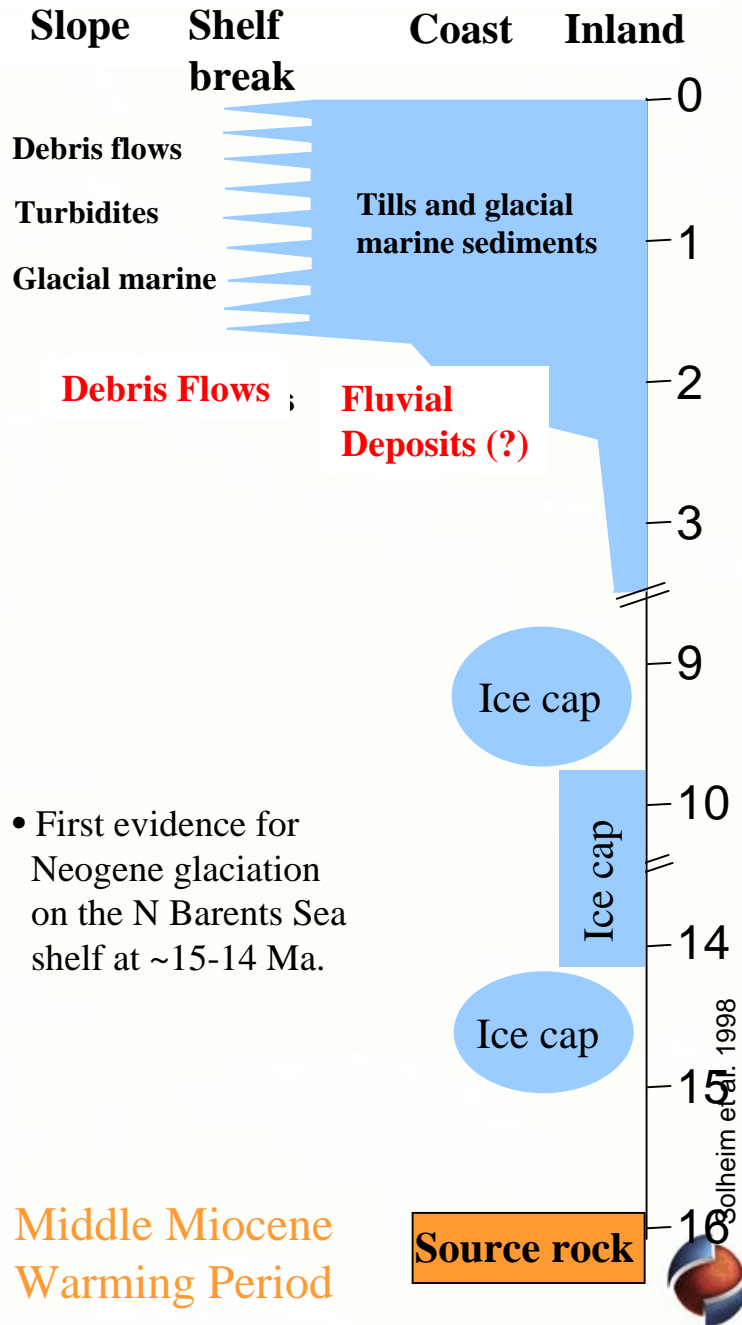 Slope Shelf break Coast Inland
0
Debris flows
Turbidites
Tills and glacial
marine sediments
1
Glacial marine
2
Debris Flows
s
Fluvial
Deposits (?)
3
9
Ice cap
10
• First evidence for
Neogene glaciation
on the N Barents Sea
shelf at ~15-14 Ma.
Ice cap
14
Ice cap
15
Solheim et al. 1998
16
Middle Miocene
Warming Period
Source rock